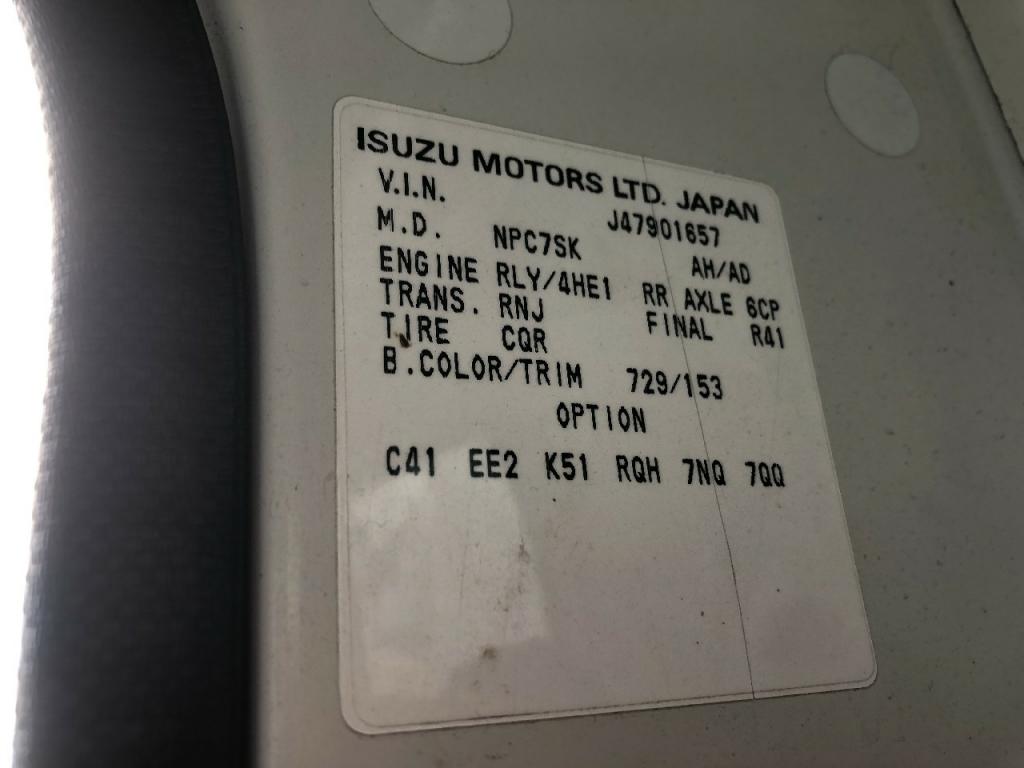 ISUZU MOTORS LTD. JAPAN
V.I.N. J47901657
M.D. NPC7SK AH/AD
ENGINE RLY/4HE1 RR AXLE 6CP
TRANS. RNJ FINAL R41
TIRE CQR
B.COLOR/TRIM 729/153
OPTION
C41 EE2 K51 RQH 7NQ 7QQ